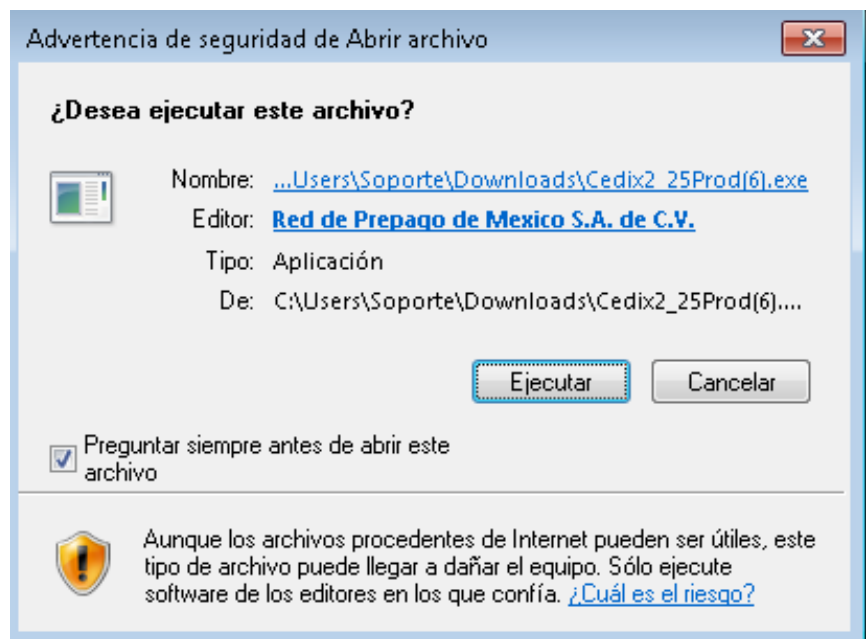 Advertencia de seguridad de Abrir archivo
¿Desea ejecutar este archivo?
Nombre: ...Users\Soporte\Downloads\Cedix2_25Prod(6).exe
Editor: Red de Prepago de Mexico S.A. de C.V.
Tipo: Aplicación
De: C:\Users\Soporte\Downloads\Cedix2_25Prod(6)....
Ejecutar Cancelar
Preguntar siempre antes de abrir este
archivo
Aunque los archivos procedentes de Internet pueden ser útiles, este
tipo de archivo puede llegar a dañar el equipo. Sólo ejecute
software de los editores en los que confía. ¿Cuál es el riesgo?